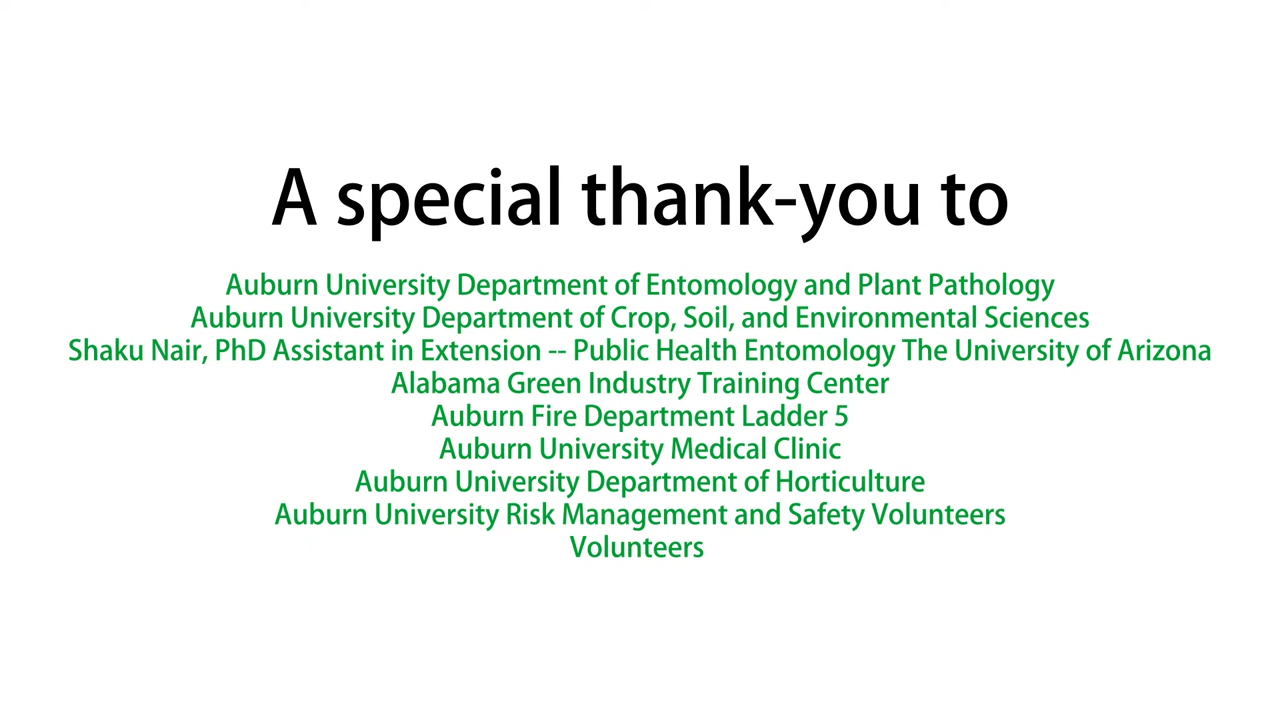 A special thank-you to
Auburn University Department of Entomology and Plant Pathology
Auburn University Department of Crop, Soil, and Environmental Sciences
Shaku Nair, PhD Assistant in Extension -- Public Health Entomology The University of Arizona
Alabama Green Industry Training Center
Auburn Fire Department Ladder 5
Auburn University Medical Clinic
Auburn University Department of Horticulture
Auburn University Risk Management and Safety Volunteers
Volunteers